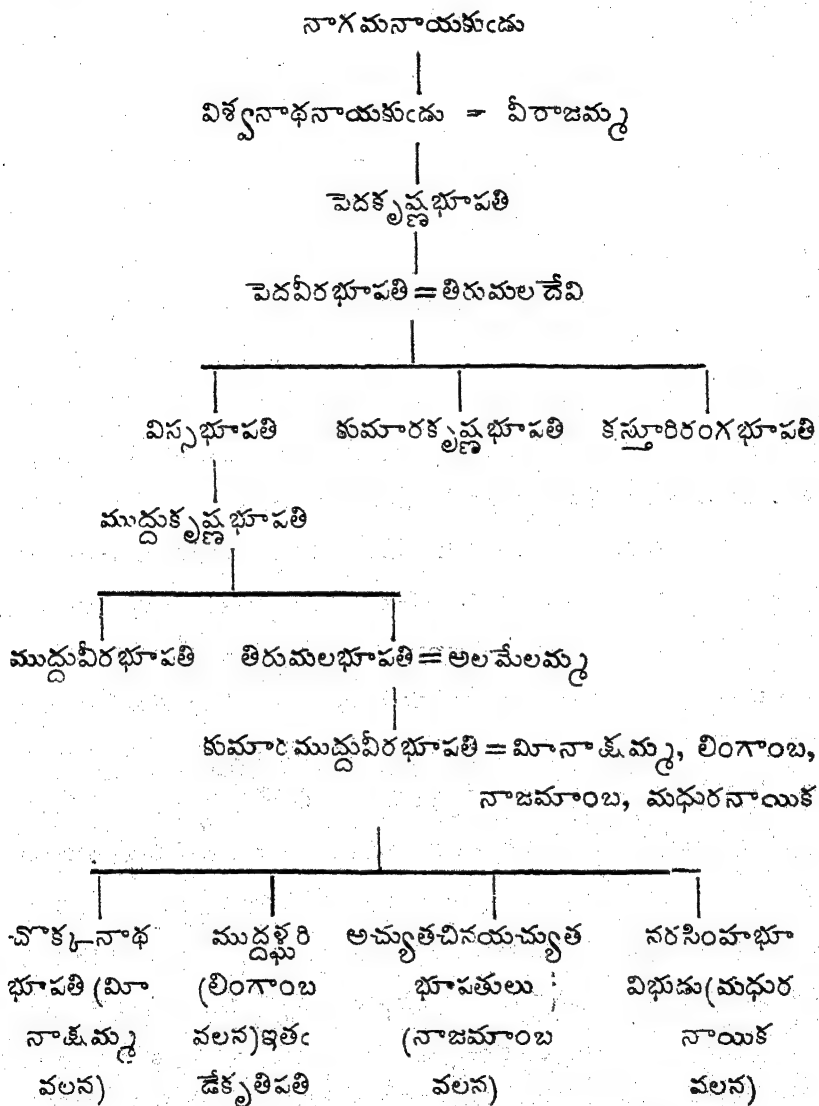 నాగమనాయకుఁడు
విశ్వనాథనాయకుఁడు = వీరాజమ్మ
పెదకృష్ణభూపతి
పెదవీరభూపతి = తిరుమలదేవి
విస్సభూపతి కుమారకృష్ణభూపతి కస్తూరిరంగభూపతి
ముద్దుకృష్ణభూపతి
ముద్దువీరభూపతి తిరుమలభూపతి = అలమేలమ్మ
కుమారముద్దువీరభూపతి = మీనాక్షమ్మ, లింగాంబ,
నాజమాంబ, మధురనాయిక
చొక్కనాథ ముద్దళ్ఘరి అచ్యుతచినయచ్యుత నరసింహభూ
భూపతి (మీ (లింగాంబ భూపతులు విభుడు(మధుర
నాక్షమ్మ వలన)ఇతఁ (నాజమాంబ నాయిక
వలన) డేకృతిపతి వలన) వలన)